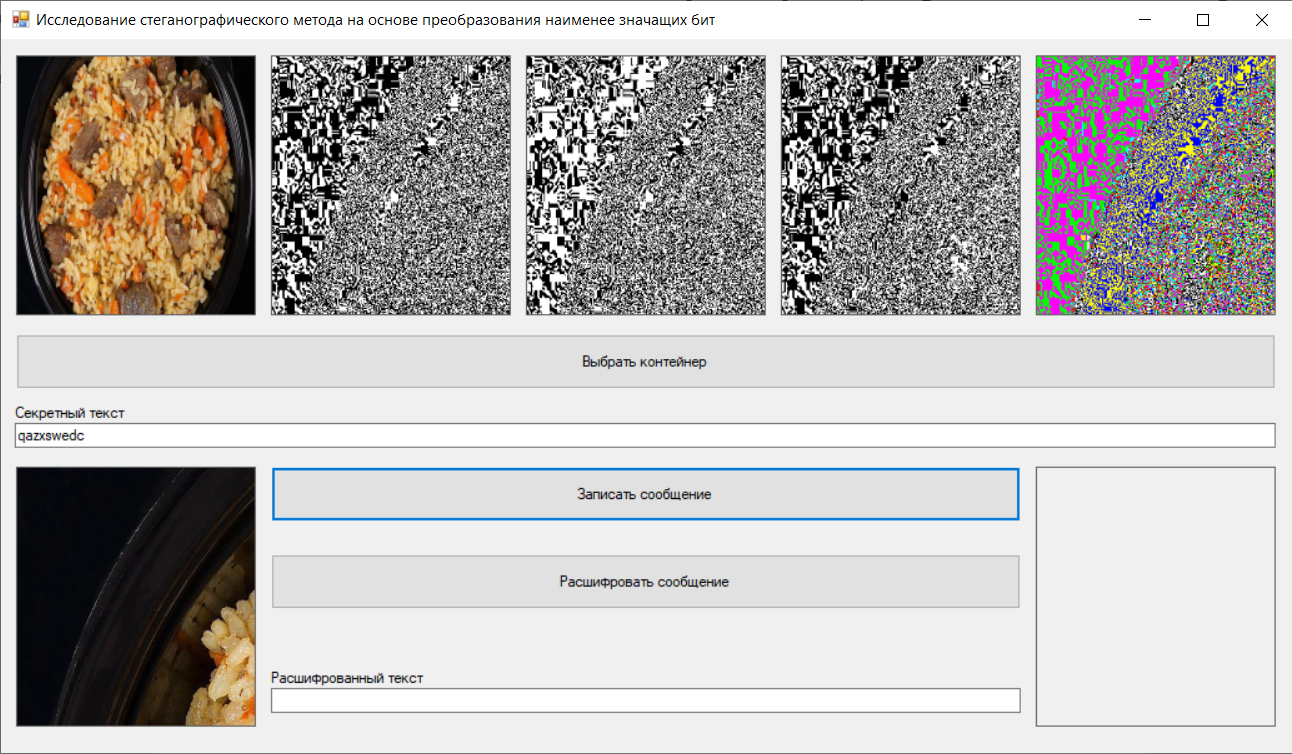 Исследование стеганографического метода на основе преобразования наименее значащих бит
Выбрать контейнер
Секретный текст
qazxswedc
Записать сообщение
Расшифровать сообщение
Расшифрованный текст